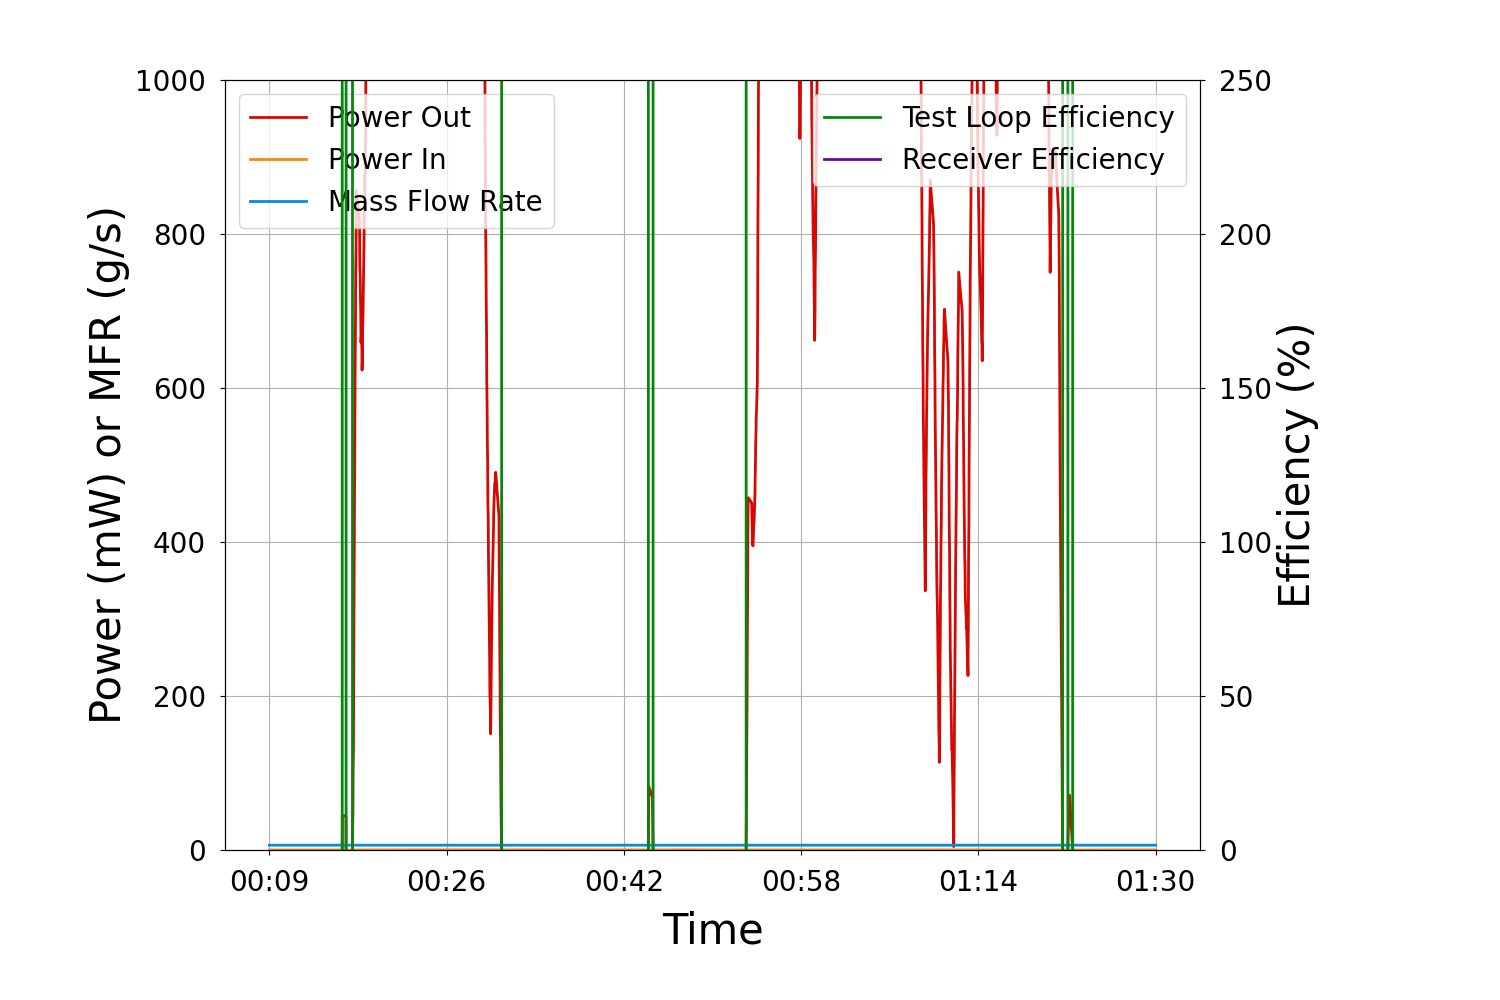 1000
800
600
400
200
0
Power (mW) or MFR (g/s)
Power Out
Power In
Mass Flow Rate
Test Loop Efficiency
Receiver Efficiency
250
200
150
100
50
0
Efficiency (%)
00:09 00:26 00:42 00:58 01:14 01:30
Time